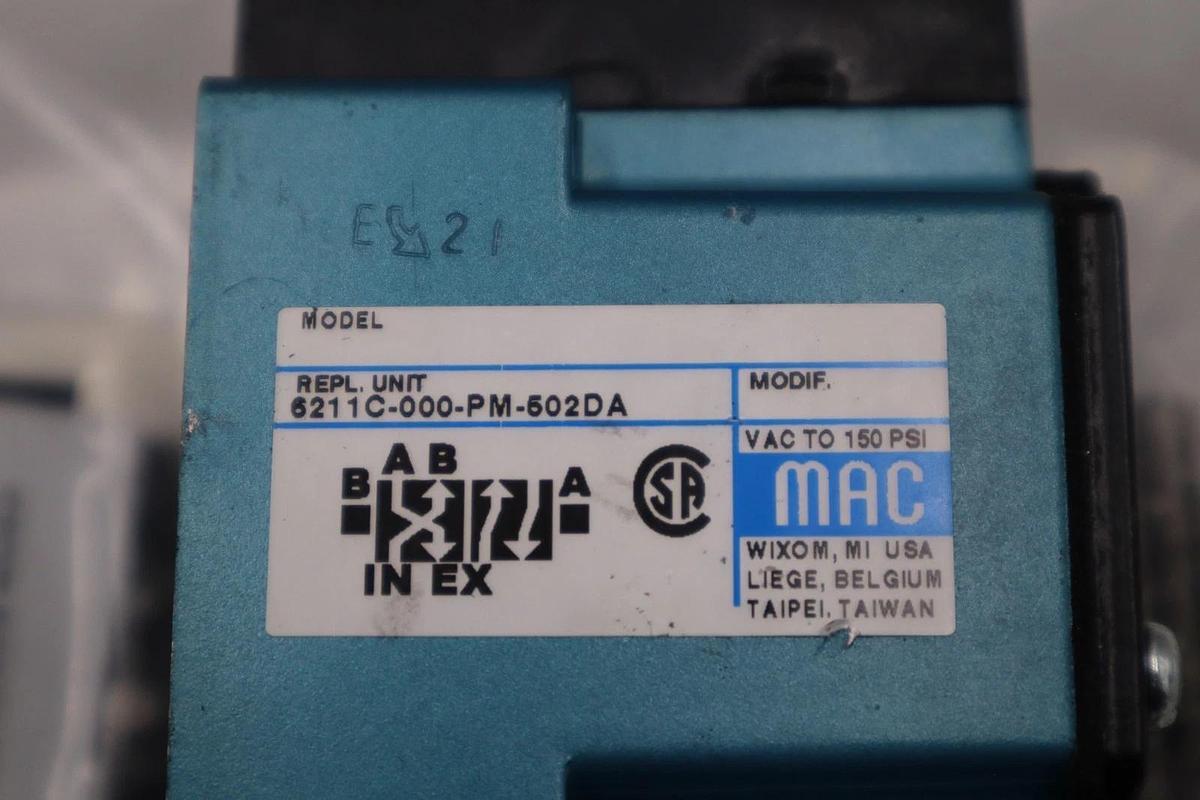 MODEL
REPL. UNIT
6211C-000-PM-502DA
MODIF.
VAC TO 150 PSI
MAC
WIXOM, MI USA
LIEGE, BELGIUM
TAIPEI, TAIWAN
A B
B
A
IN EX
SA